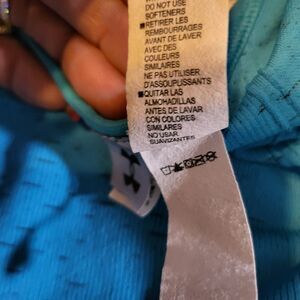 DO NOT USE
SOFTENERS
■RETIRER LES
REMBOURRAGES
AVANT DE LAVER
AVEC DES
COULEURS
SIMILAIRES
NE PAS UTILISER
D'ASSOUPLISSANTS
■QUITAR LAS
ALMOHADILLAS
ANTES DE LAVAR
CON COLORES
SIMILARES
NO USAR
SUAVIZANTES